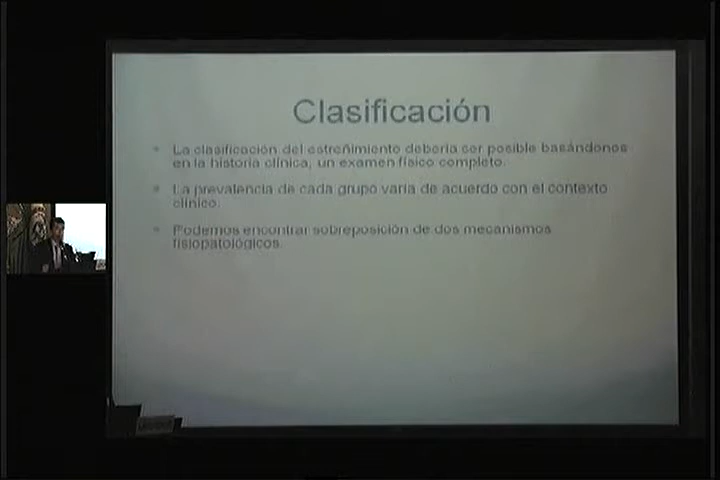 Clasificación
La clasificación del estreñimiento debería ser posible basándonos
en la historia clínica, un examen físico completo.
La prevalencia de cada grupo varia de acuerdo con el contexto
clínico.
Podemos encontrar sobreposición de dos mecanismos
fisiopatológicos.